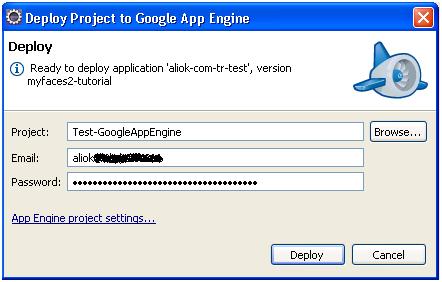 Deploy Project to Google App Engine
Deploy
Ready to deploy application 'aliok-com-tr-test', version
myfaces2-tutorial
Project: Test-GoogleAppEngine Browse...
Email: aliok
Password: ••••••••••••••••••••••••••••••••••••
App Engine project settings...
Deploy Cancel